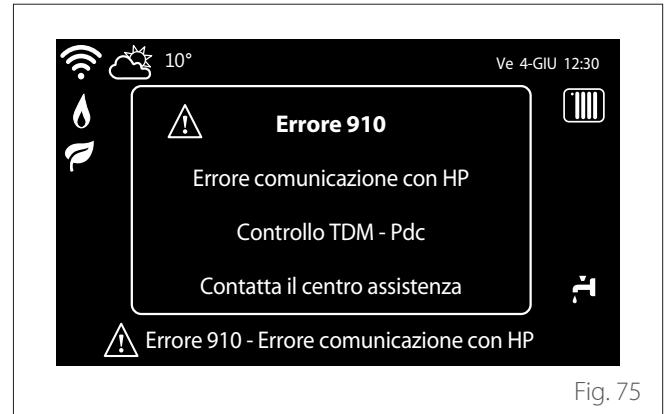 10°
Ve 4-GIU 12:30
Errore 910
Errore comunicazione con HP
Controllo TDM - Pdc
Contatta il centro assistenza
Errore 910 - Errore comunicazione con HP
Fig. 75